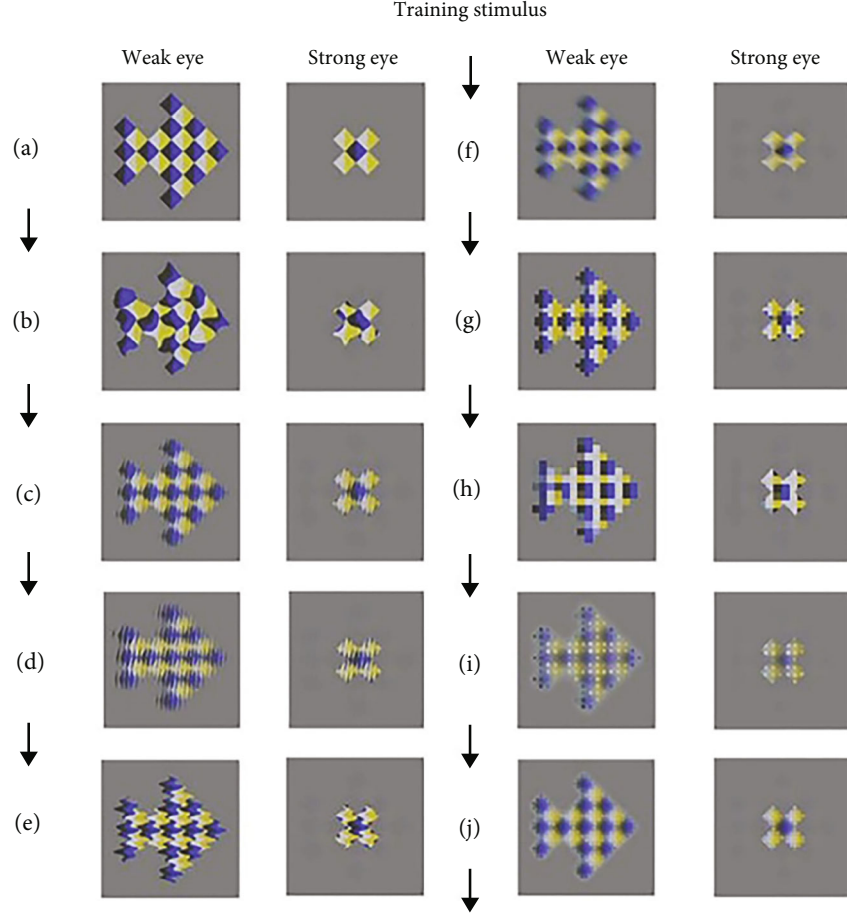 Training stimulus
Weak eye Strong eye Weak eye Strong eye
(a) (f)
(b) (g)
(c) (h)
(d) (i)
(e) (j)